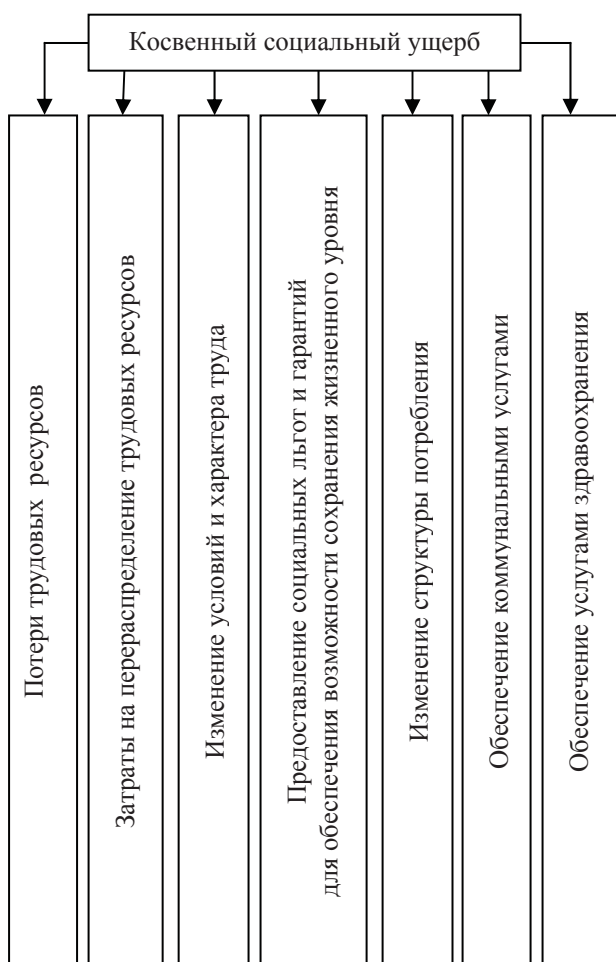 Косвенный социальный ущерб
Потери трудовых ресурсов
Затраты на перераспределение трудовых ресурсов
Изменение условий и характера труда
Предоставление социальных льгот и гарантий
для обеспечения возможности сохранения жизненного уровня
Изменение структуры потребления
Обеспечение коммунальными услугами
Обеспечение услугами здравоохранения